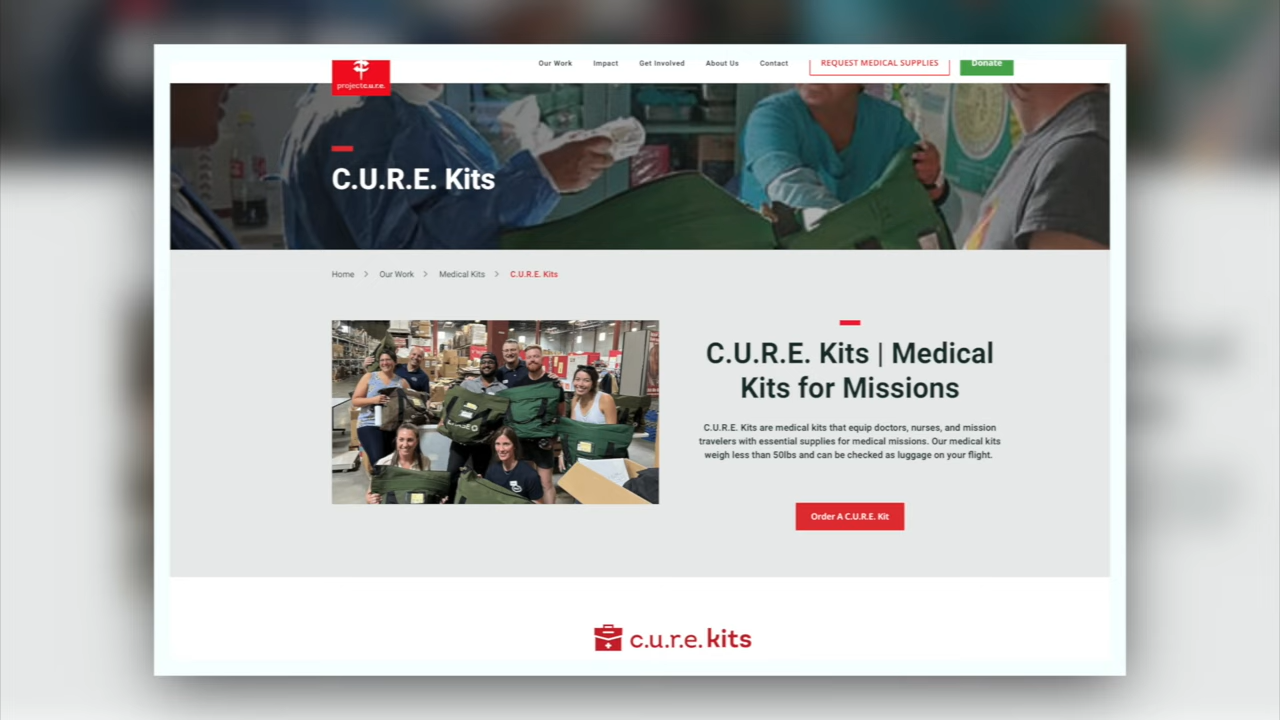 projectc.u.r.e.
Our Work Impact Get Involved About Us Contact REQUEST MEDICAL SUPPLIES Donate
C.U.R.E. Kits
Home > Our Work > Medical Kits > C.U.R.E. Kits
C.U.R.E. Kits | Medical
Kits for Missions
C.U.R.E. Kits are medical kits that equip doctors, nurses, and mission
travelers with essential supplies for medical missions. Our medical kits
weigh less than 50lbs and can be checked as luggage on your flight.
Order A C.U.R.E. Kit
c.u.r.e. kits